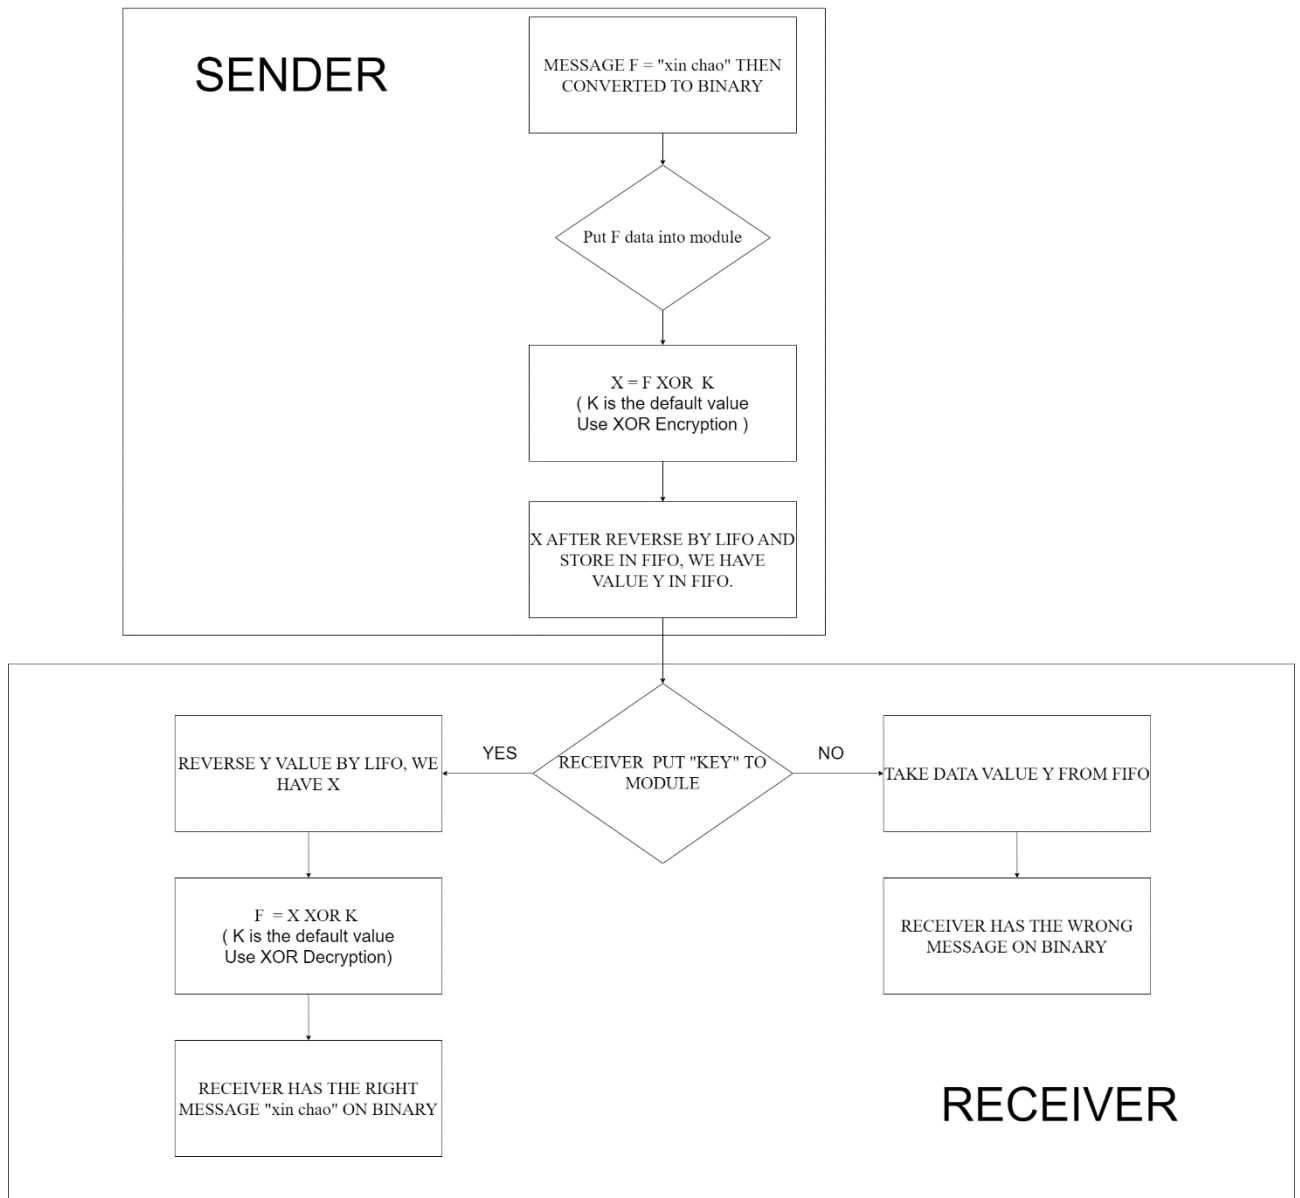 SENDER
MESSAGE F = "xin chao" THEN
CONVERTED TO BINARY
Put F data into module
X = F XOR K
( K is the default value
Use XOR Encryption )
X AFTER REVERSE BY LIFO AND
STORE IN FIFO, WE HAVE
VALUE Y IN FIFO.
RECEIVER PUT "KEY" TO
MODULE
YES
NO
REVERSE Y VALUE BY LIFO, WE
HAVE X
F = X XOR K
( K is the default value
Use XOR Decryption)
RECEIVER HAS THE RIGHT
MESSAGE "xin chao" ON BINARY
TAKE DATA VALUE Y FROM FIFO
RECEIVER HAS THE WRONG
MESSAGE ON BINARY
RECEIVER